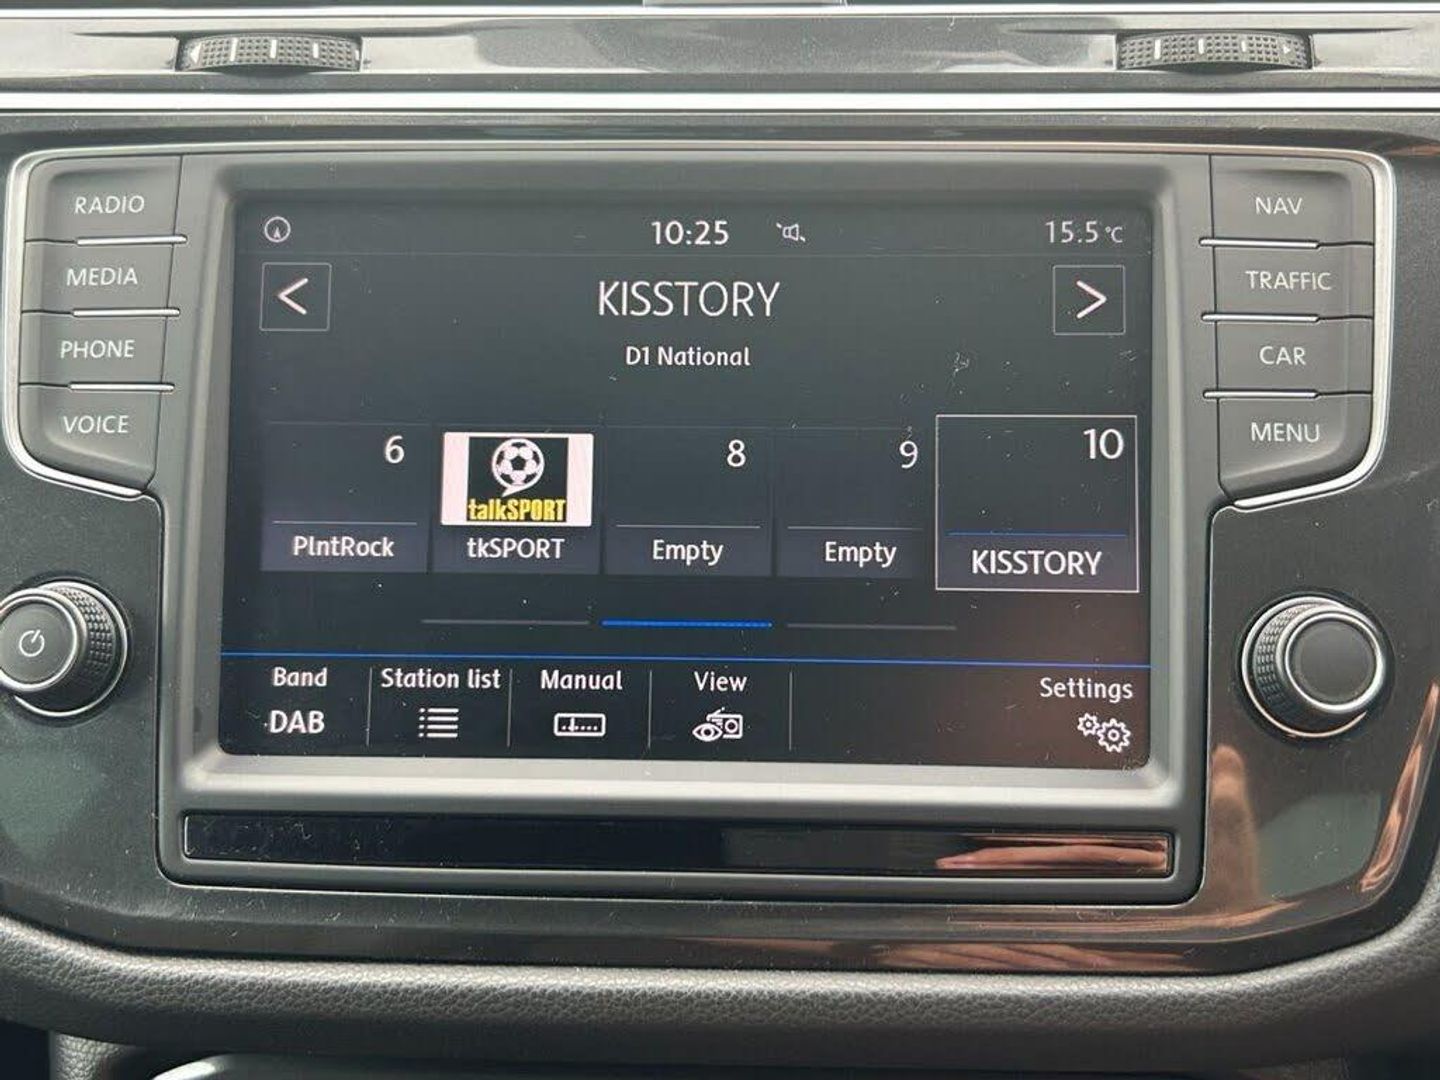 RADIO
MEDIA
PHONE
VOICE
10:25
15.5 °C
KISSTORY
D1 National
6
PlntRock
talkSPORT
tkSPORT
8
Empty
9
Empty
10
KISSTORY
Band
DAB
Station list
Manual
View
Settings
NAV
TRAFFIC
CAR
MENU